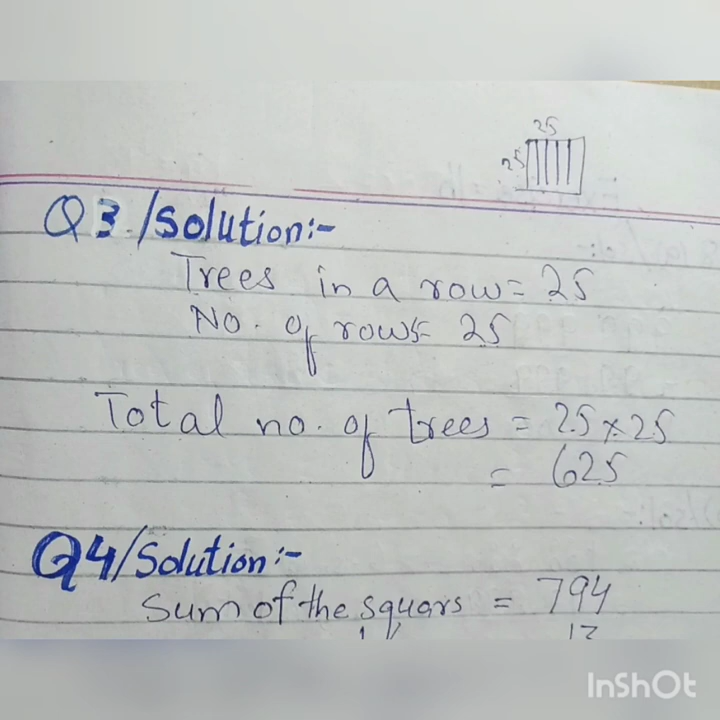 25
25
Q3./Solution:-
Trees in a row = 25
No. of rows = 25
Total no. of trees = 25 × 25
= 625
Q4/Solution:-
Sum of the squars = 794
InShOt